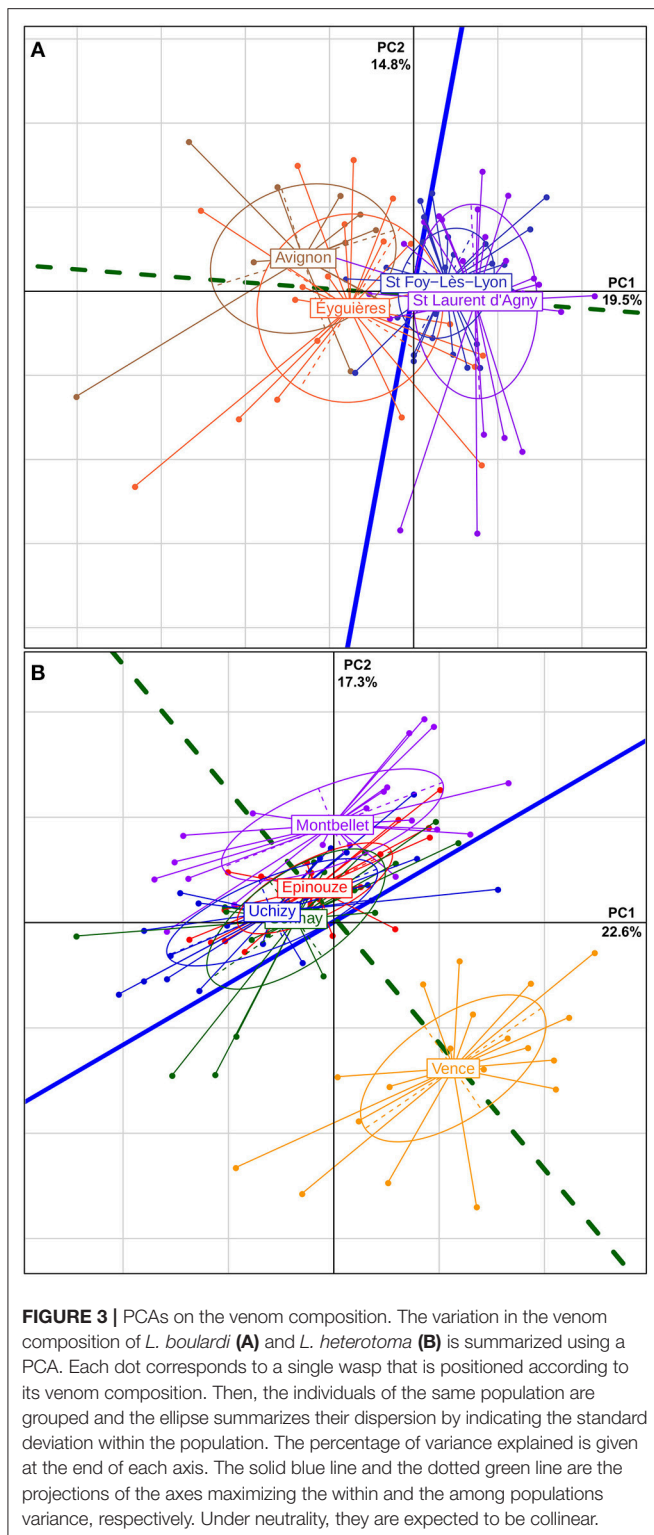 A
PC2
14.8%
Avignon
St Foy−Lès−Lyon
PC1
Éyguières
St Laurent d'Agny
19.5%
B
PC2
17.3%
Montbellet
Epinouze
Uchizy
PC1
22.6%
Vence
FIGURE 3 | PCAs on the venom composition. The variation in the venom
composition of L. boulardi (A) and L. heterotoma (B) is summarized using a
PCA. Each dot corresponds to a single wasp that is positioned according to
its venom composition. Then, the individuals of the same population are
grouped and the ellipse summarizes their dispersion by indicating the standard
deviation within the population. The percentage of variance explained is given
at the end of each axis. The solid blue line and the dotted green line are the
projections of the axes maximizing the within and the among populations
variance, respectively. Under neutrality, they are expected to be collinear.